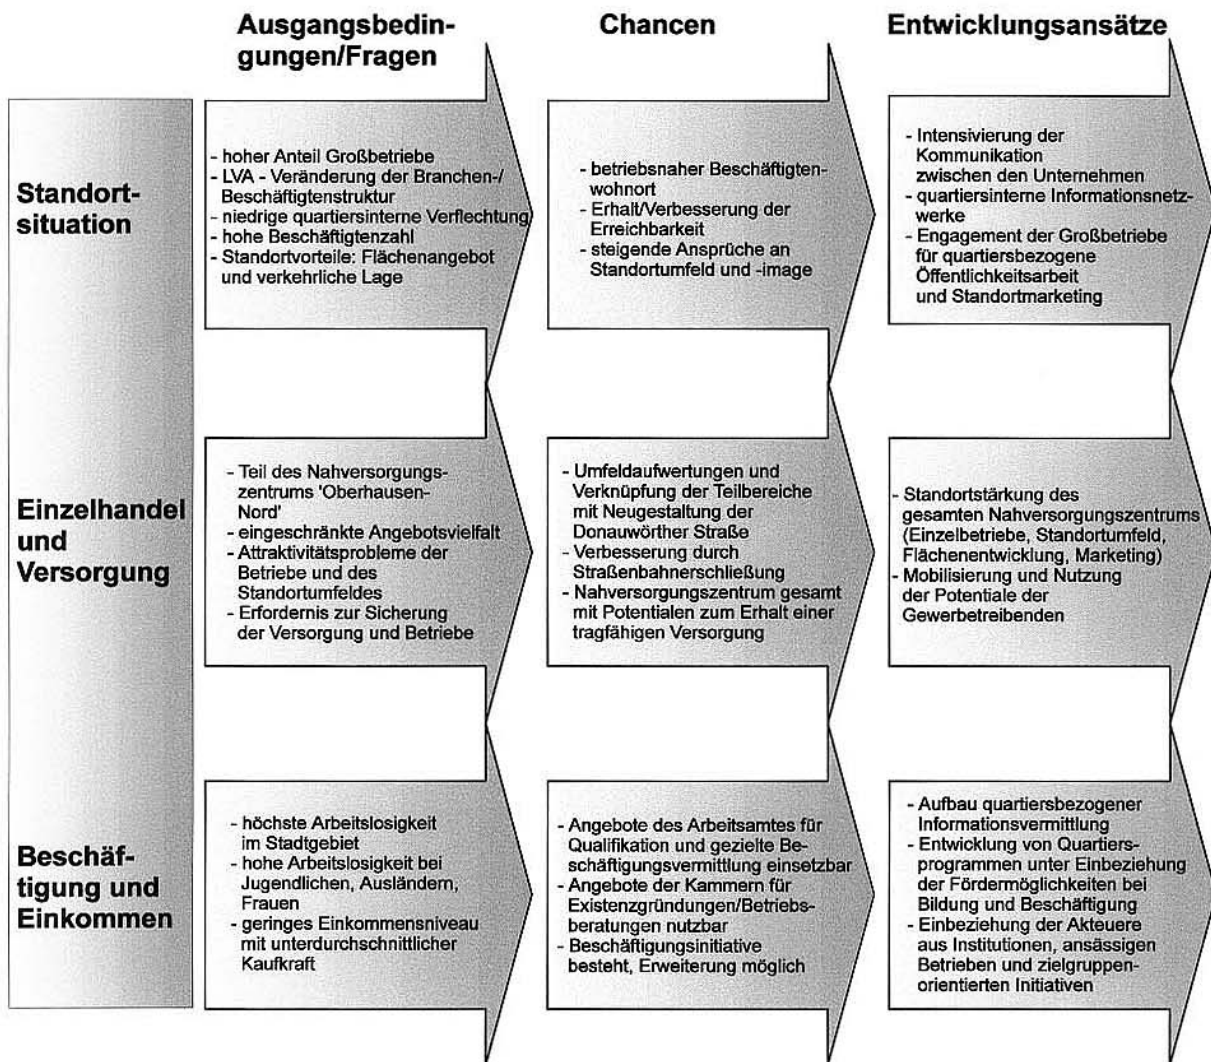 Ausgangsbedin-
gungen/Fragen
Chancen
Entwicklungsansätze
Standort-
situation
- hoher Anteil Großbetriebe
- LVA - Veränderung der Branchen-/
Beschäftigtenstruktur
- niedrige quartiersinterne Verflechtung
- hohe Beschäftigtenzahl
- Standortvorteile: Flächenangebot
und verkehrliche Lage
- betriebsnaher Beschäftigten-
wohnort
- Erhalt/Verbesserung der
Erreichbarkeit
- steigende Ansprüche an
Standortumfeld und -image
- Intensivierung der
Kommunikation
zwischen den Unternehmen
- quartiersinterne Informationsnetz-
werke
- Engagement der Großbetriebe
für quartiersbezogene
Öffentlichkeitsarbeit
und Standortmarketing
Einzelhandel
und
Versorgung
- Teil des Nahversorgungs-
zentrums 'Oberhausen-
Nord'
- eingeschränkte Angebotsvielfalt
- Attraktivitätsprobleme der
Betriebe und des
Standortumfeldes
- Erfordernis zur Sicherung
der Versorgung und Betriebe
- Umfeldaufwertungen und
Verknüpfung der Teilbereiche
mit Neugestaltung der
Donauwörther Straße
- Verbesserung durch
Straßenbahnerschließung
- Nahversorgungszentrum gesamt
mit Potentialen zum Erhalt einer
tragfähigen Versorgung
- Standortstärkung des
gesamten Nahversorgungszentrums
(Einzelbetriebe, Standortumfeld,
Flächenentwicklung, Marketing)
- Mobilisierung und Nutzung
der Potentiale der
Gewerbetreibenden
Beschäf-
tigung und
Einkommen
- höchste Arbeitslosigkeit
im Stadtgebiet
- hohe Arbeitslosigkeit bei
Jugendlichen, Ausländern,
Frauen
- geringes Einkommensniveau
mit unterdurchschnittlicher
Kaufkraft
- Angebote des Arbeitsamtes für
Qualifikation und gezielte Be-
schäftigungsvermittlung einsetzbar
- Angebote der Kammern für
Existenzgründungen/Betriebs-
beratungen nutzbar
- Beschäftigungsinitiative
besteht, Erweiterung möglich
- Aufbau quartiersbezogener
Informationsvermittlung
- Entwicklung von Quartiers-
programmen unter Einbeziehung
der Fördermöglichkeiten bei
Bildung und Beschäftigung
- Einbeziehung der Akteuere
aus Institutionen, ansässigen
Betrieben und zielgruppen-
orientierten Initiativen